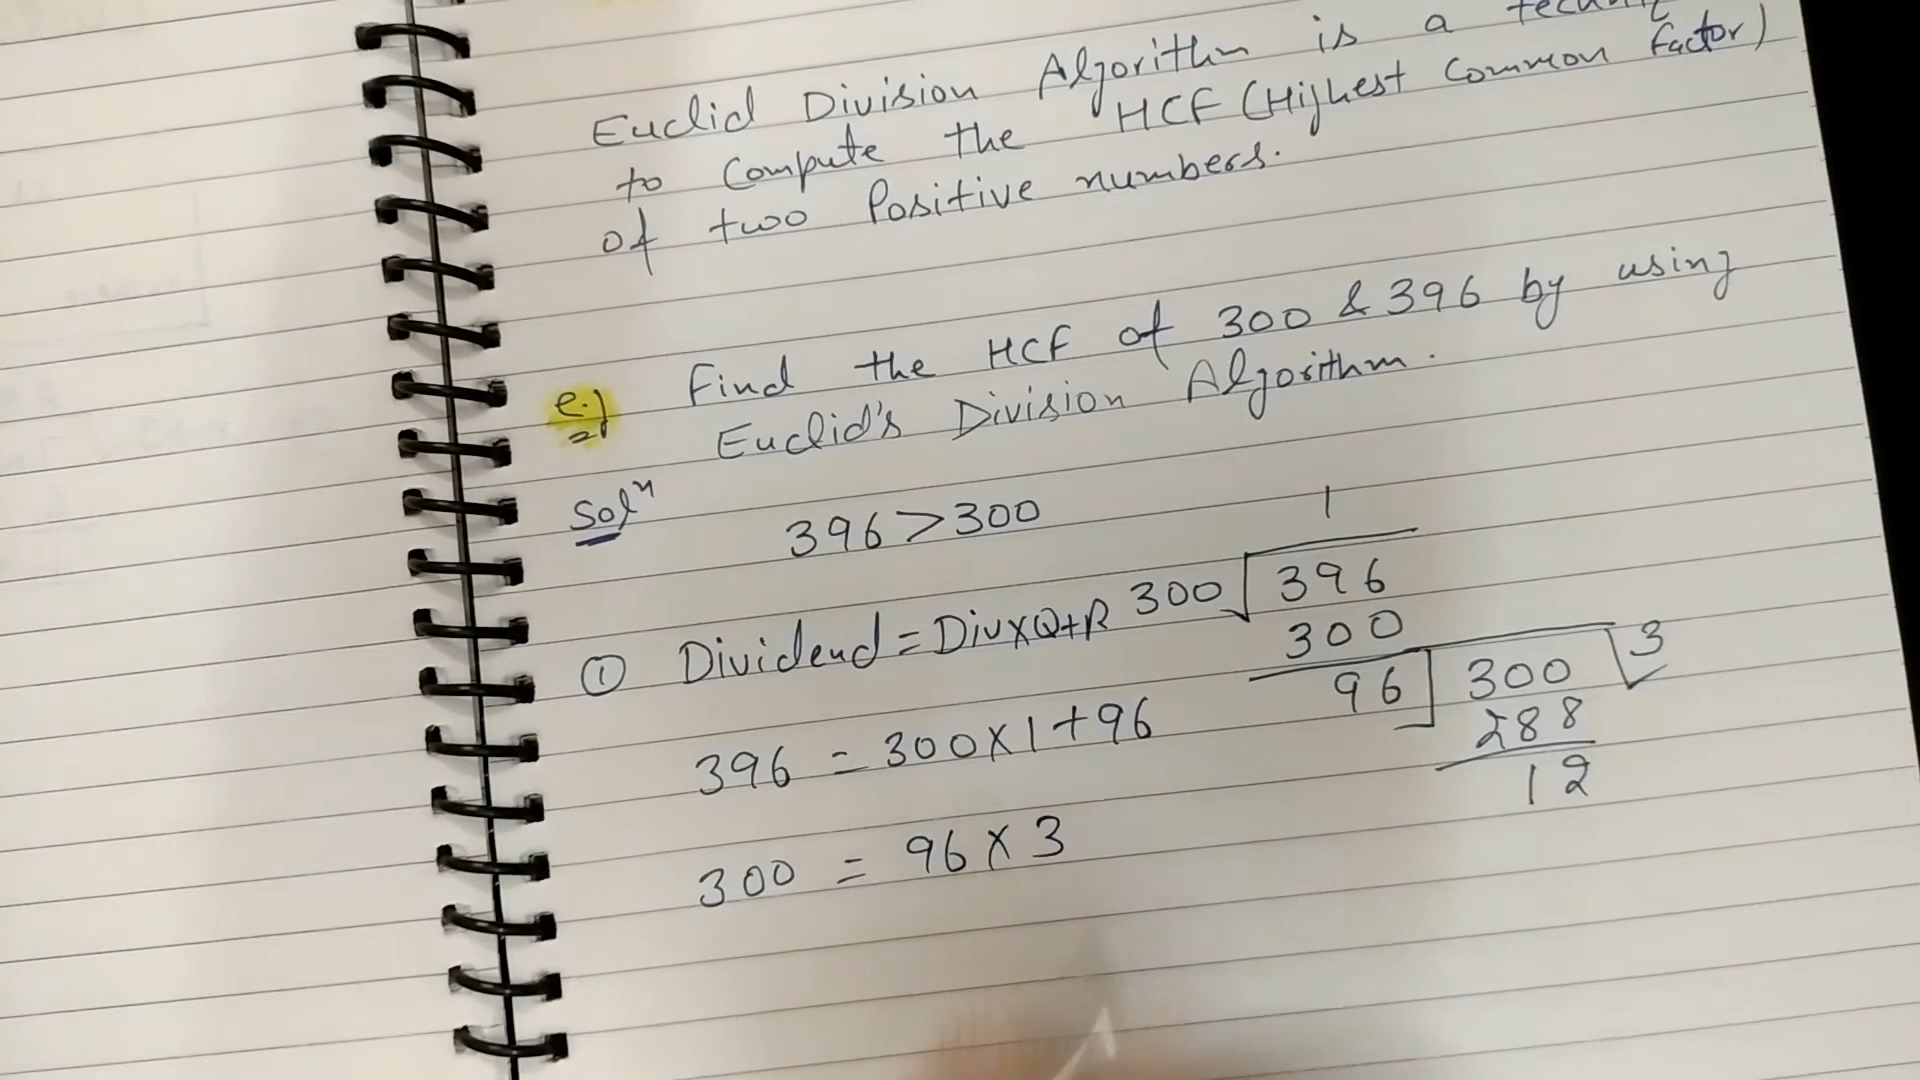 Euclid Division Algorithm is a
to Compute the HCF (Highest Common factor)
of two Positive numbers.
e.g Find the HCF of 300 & 396 by using
Euclid's Division Algorithm.
Solⁿ 396 > 300
1
① Dividend = Div×Q+R 300 396
300
96 300 3
396 = 300×1+96
288
12
300 = 96×3